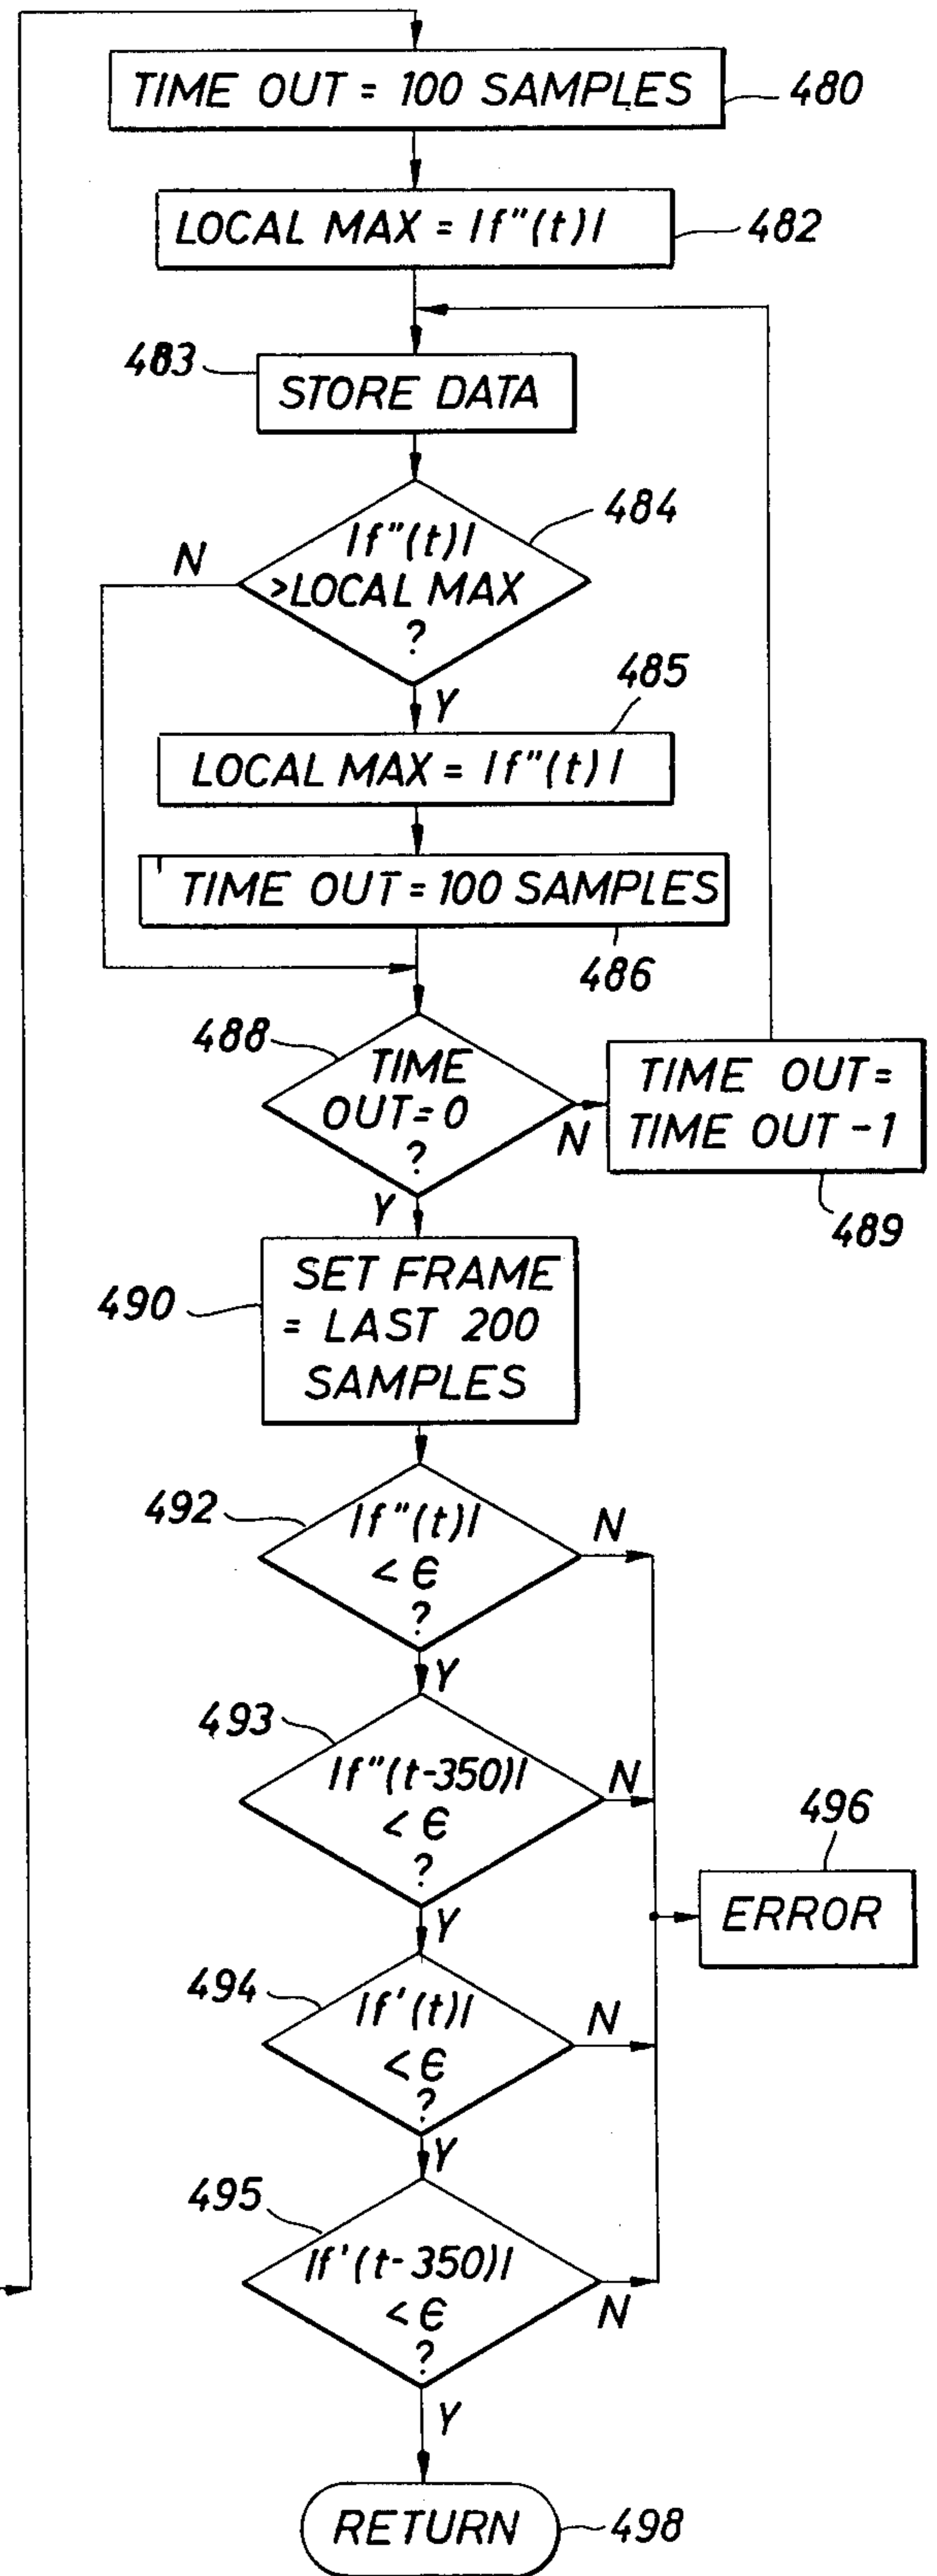 TIME OUT = 100 SAMPLES
480
LOCAL MAX = |f"(t)|
482
483
STORE DATA
484
|f"(t)|
>LOCAL MAX
?
N
Y
485
LOCAL MAX = |f"(t)|
TIME OUT = 100 SAMPLES
486
488
TIME
OUT=0
?
N
Y
TIME OUT=
TIME OUT -1
489
490
SET FRAME
= LAST 200
SAMPLES
492
|f"(t)|
< ϵ
?
N
Y
493
|f"(t-350)|
< ϵ
?
N
Y
496
ERROR
494
|f'(t)|
< ϵ
?
N
Y
495
|f'(t-350)|
< ϵ
?
N
Y
RETURN
498